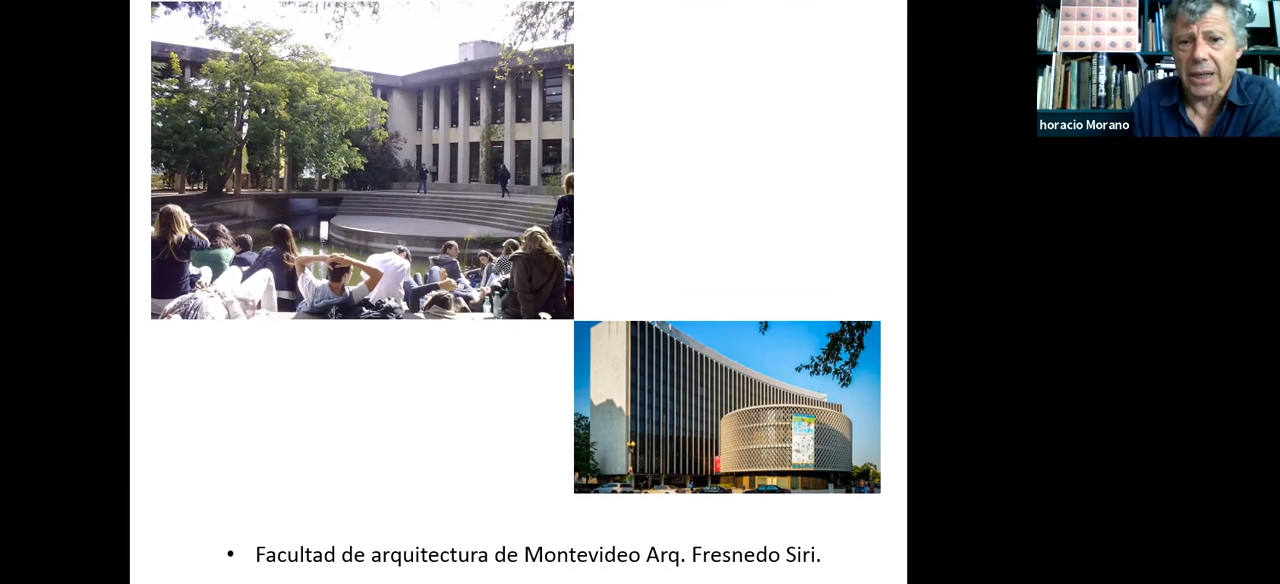 horacio Morano
• Facultad de arquitectura de Montevideo Arq. Fresnedo Siri.